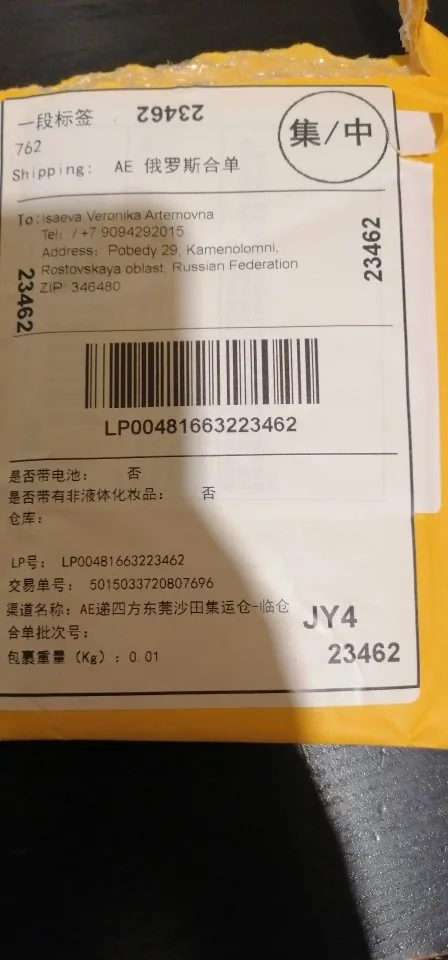 一段标签
23462
集/中
762
Shipping: AE 俄罗斯合单
To: Isaeva Veronika Artemovna
Tel: / +7 9094292015
Address: Pobedy 29, Kamenolomni,
Rostovskaya oblast, Russian Federation
ZIP: 346480
23462
23462
LP00481663223462
是否带电池: 否
是否带有非液体化妆品: 否
仓库:
LP号: LP00481663223462
交易单号: 5015033720807696
渠道名称: AE递四方东莞沙田集运仓-临仓
JY4
合单批次号:
包裹重量 (Kg) : 0.01
23462